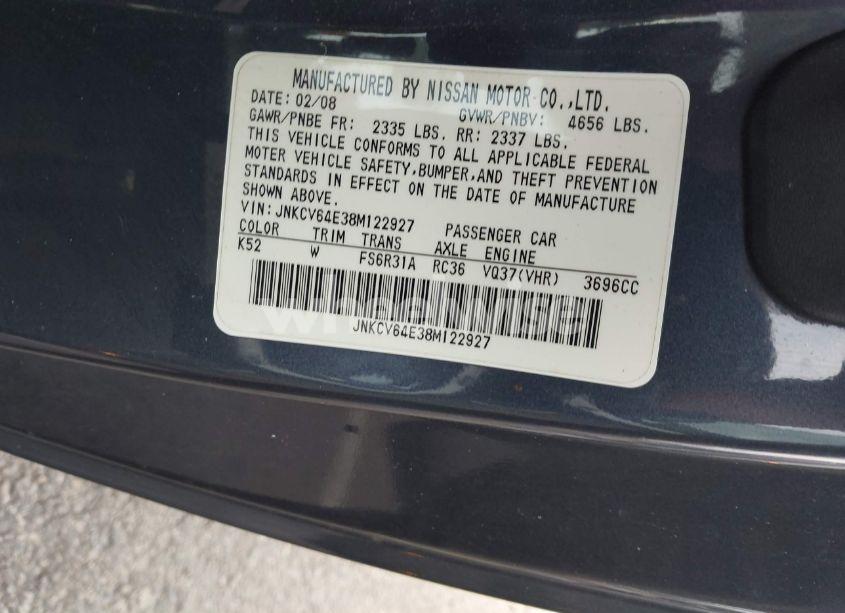 MANUFACTURED BY NISSAN MOTOR CO.,LTD.
DATE: 02/08 GVWR/PNBV: 4656 LBS.
GAWR/PNBE FR: 2335 LBS. RR: 2337 LBS.
THIS VEHICLE CONFORMS TO ALL APPLICABLE FEDERAL
MOTER VEHICLE SAFETY,BUMPER,AND THEFT PREVENTION
STANDARDS IN EFFECT ON THE DATE OF MANUFACTURE
SHOWN ABOVE.
VIN:JNKCV64E38M122927 PASSENGER CAR
COLOR TRIM TRANS AXLE ENGINE
K52 W FS6R31A RC36 VQ37(VHR) 3696CC
JNKCV64E38M122927